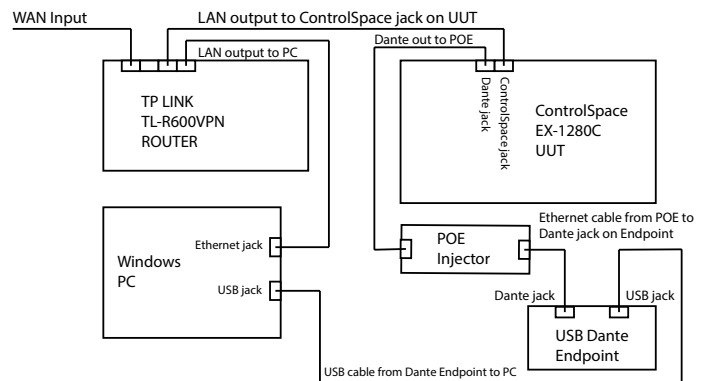 WAN Input
LAN output to ControlSpace jack on UUT
LAN output to PC
Dante out to POE
TP LINK
TL-R600VPN
ROUTER
Dante jack
ControlSpace jack
ControlSpace
EX-1280C
UUT
Ethernet cable from POE to
Dante jack on Endpoint
Windows
PC
Ethernet jack
USB jack
POE
Injector
Dante jack
USB jack
USB Dante
Endpoint
USB cable from Dante Endpoint to PC